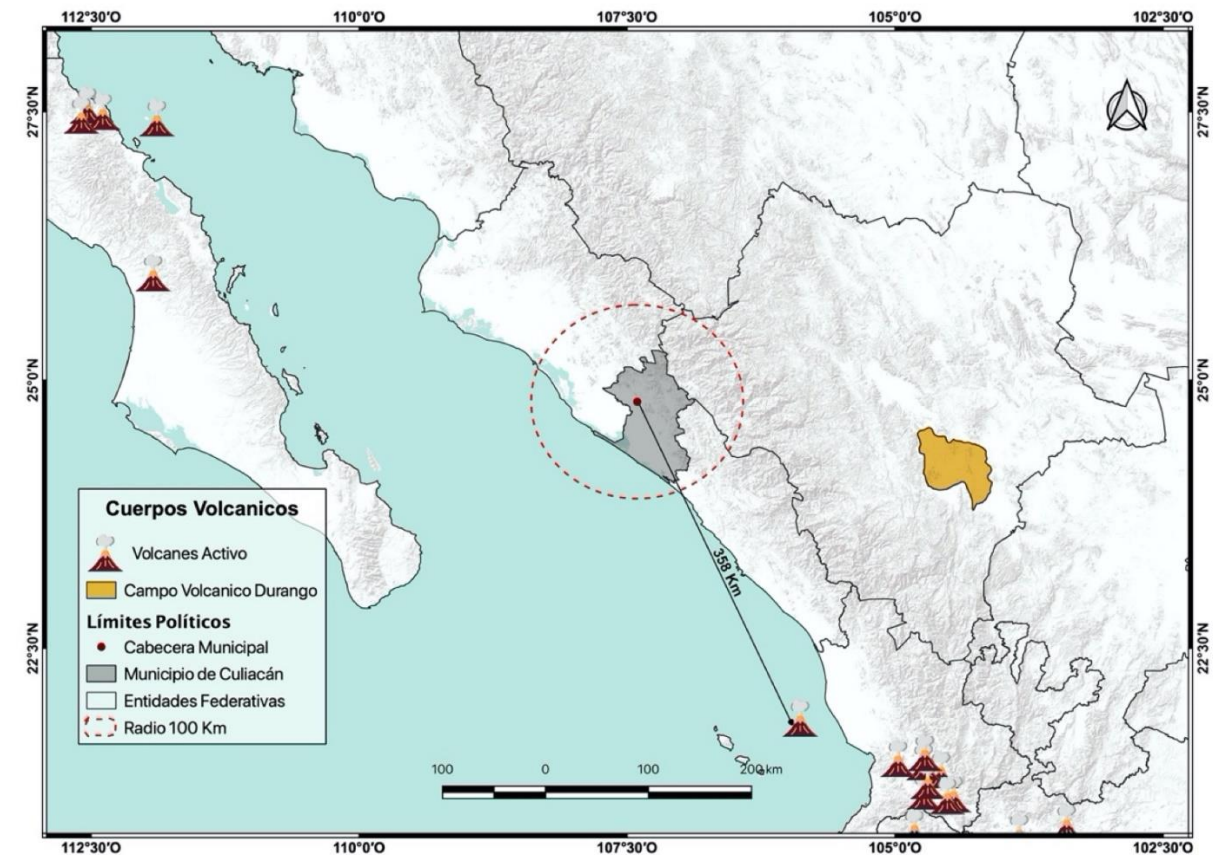 112°30'O 110°0'O 107°30'O 105°0'O 102°30'O
27°30'N 27°30'N
25°0'N 25°0'N
22°30'N 22°30'N
358 Km
Cuerpos Volcanicos
Volcanes Activo
Campo Volcanico Durango
Límites Políticos
Cabecera Municipal
Municipio de Culiacán
Entidades Federativas
Radio 100 Km
100 0 100 200 km
112°30'O 110°0'O 107°30'O 105°0'O 102°30'O